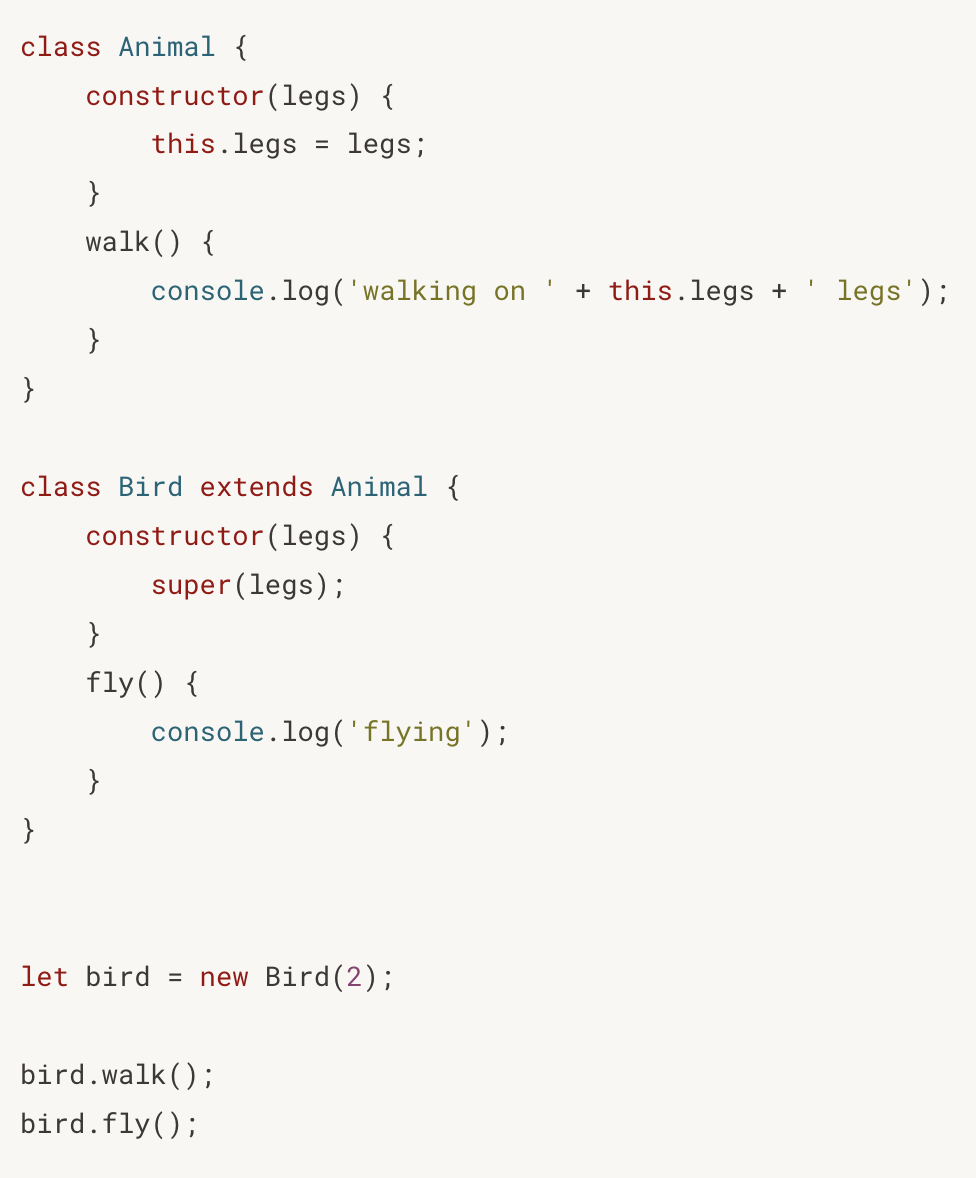 class Animal {
    constructor(legs) {
        this.legs = legs;
    }
    walk() {
        console.log('walking on ' + this.legs + ' legs');
    }
}

class Bird extends Animal {
    constructor(legs) {
        super(legs);
    }
    fly() {
        console.log('flying');
    }
}


let bird = new Bird(2);

bird.walk();
bird.fly();